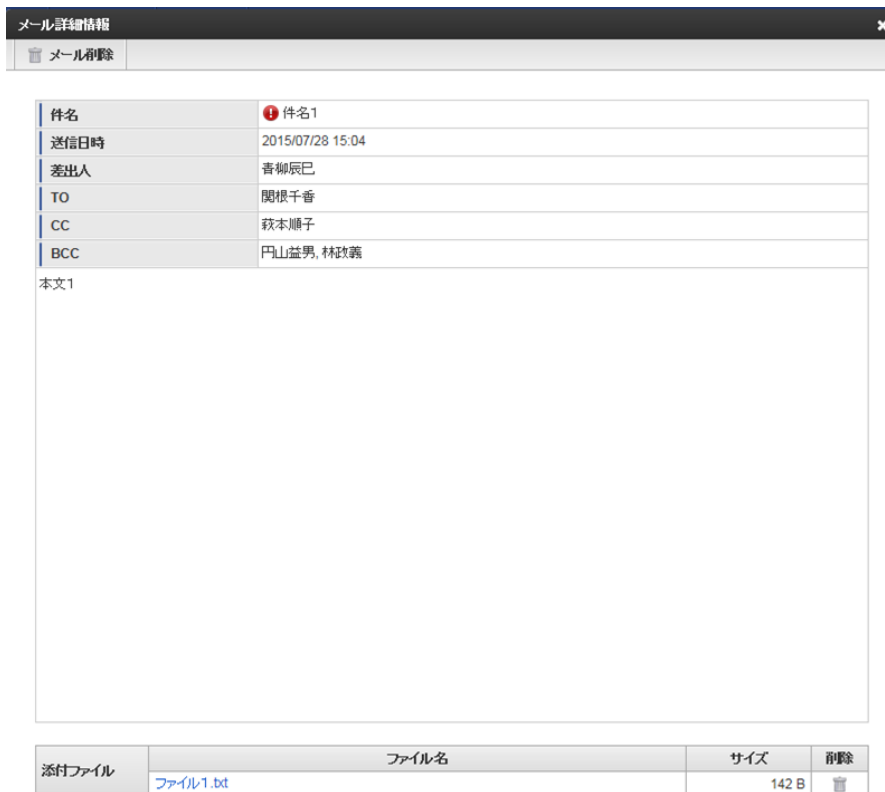 メール詳細情報
メール削除
件名 件名1
送信日時 2015/07/28 15:04
差出人 青柳辰巳
TO 関根千香
CC 萩本順子
BCC 円山益男, 林政義
本文1
添付ファイル ファイル名 サイズ 削除
ファイル1.txt 142 B